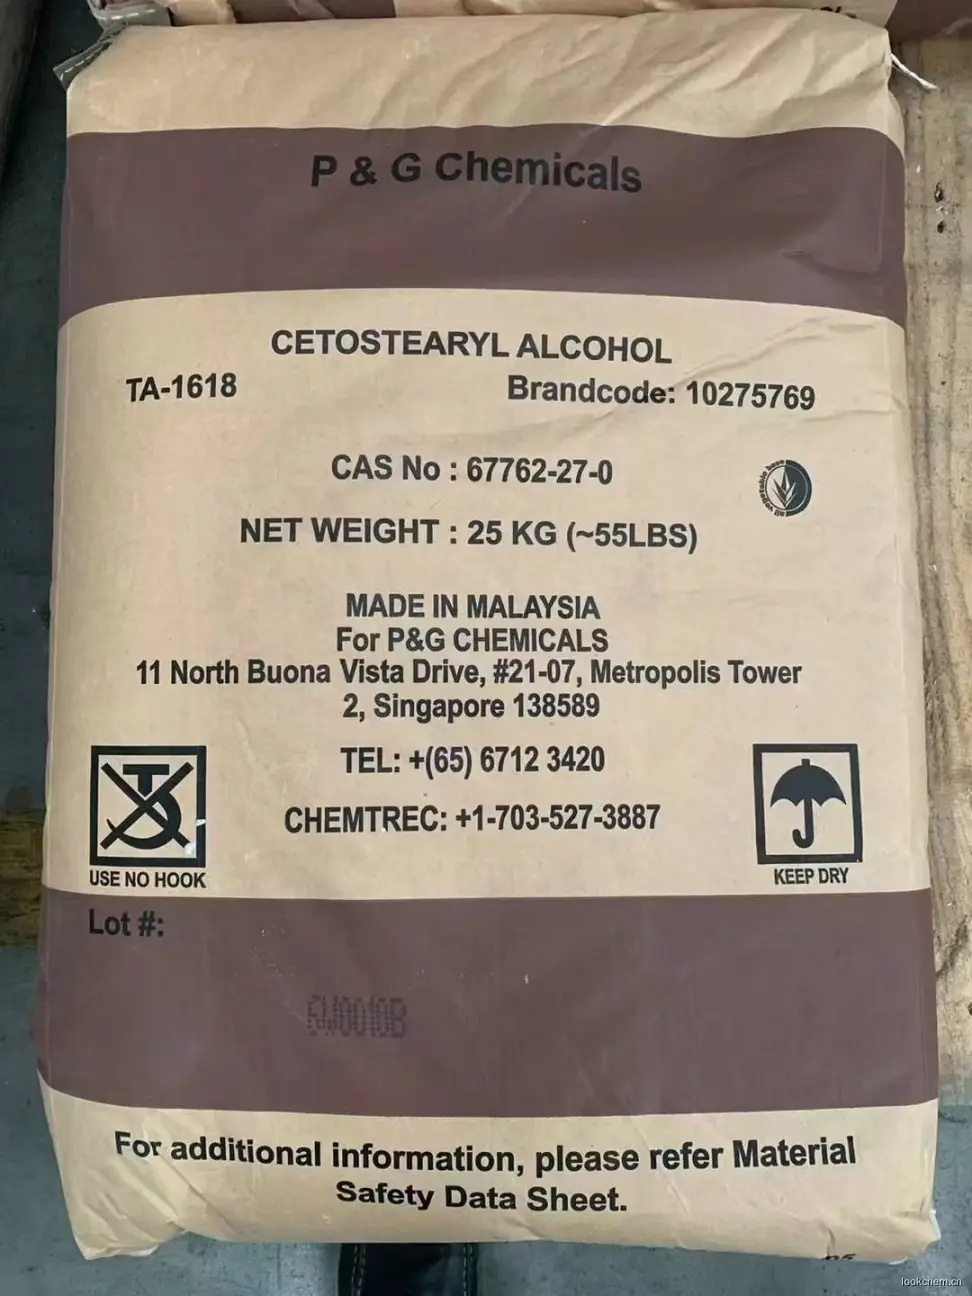 P & G Chemicals
CETOSTEARYL ALCOHOL
TA-1618
Brandcode: 10275769
CAS No : 67762-27-0
all vegetable base
NET WEIGHT : 25 KG (~55LBS)
MADE IN MALAYSIA
For P&G CHEMICALS
11 North Buona Vista Drive, #21-07, Metropolis Tower
2, Singapore 138589
TEL: +(65) 6712 3420
CHEMTREC: +1-703-527-3887
USE NO HOOK
KEEP DRY
Lot #:
For additional information, please refer Material
Safety Data Sheet.
lookchem.cn